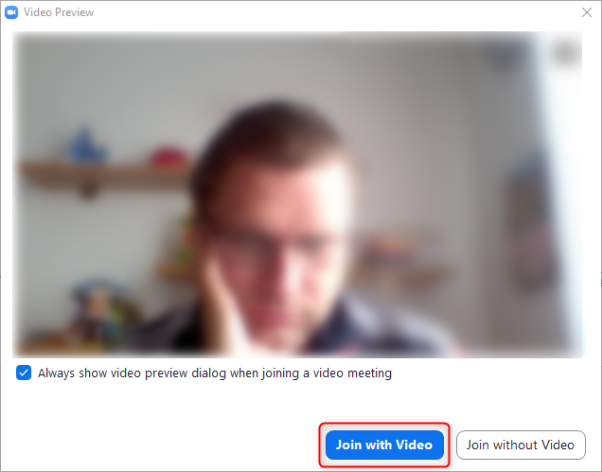 Video Preview
Always show video preview dialog when joining a video meeting
Join with Video
Join without Video